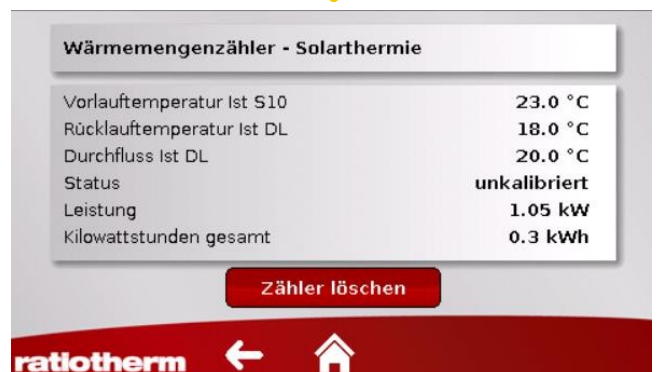 Wärmemengenzähler - Solarthermie
Vorlauftemperatur Ist S10 23.0 °C
Rücklauftemperatur Ist DL 18.0 °C
Durchfluss Ist DL 20.0 °C
Status unkalibriert
Leistung 1.05 kW
Kilowattstunden gesamt 0.3 kWh
Zähler löschen
ratiotherm